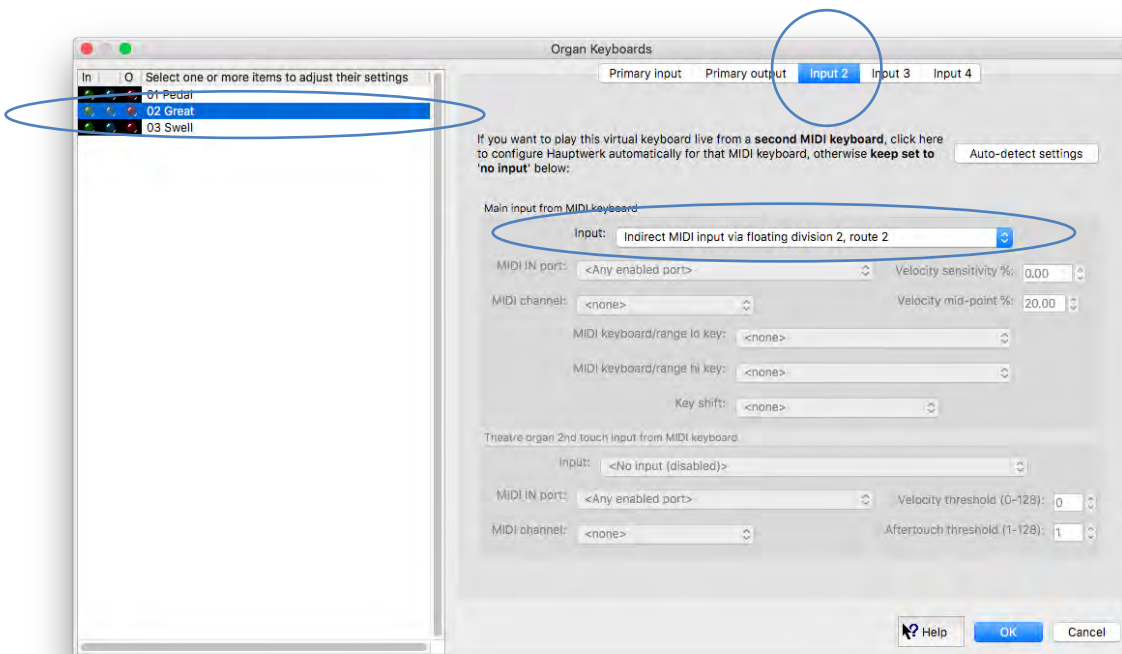 Organ Keyboards
In O Select one or more items to adjust their settings
01 Pedal
02 Great
03 Swell
Primary input Primary output Input 2 Input 3 Input 4
If you want to play this virtual keyboard live from a second MIDI keyboard, click here
to configure Hauptwerk automatically for that MIDI keyboard, otherwise keep set to
'no input' below:
Auto-detect settings
Main input from MIDI keyboard
Input: Indirect MIDI input via floating division 2, route 2
MIDI IN port: <Any enabled port> Velocity sensitivity %: 0.00
MIDI channel: <none> Velocity mid-point %: 20.00
MIDI keyboard/range lo key: <none>
MIDI keyboard/range hi key: <none>
Key shift: <none>
Theatre organ 2nd touch input from MIDI keyboard
Input: <No input (disabled)>
MIDI IN port: <Any enabled port> Velocity threshold (0-128): 0
MIDI channel: <none> Aftertouch threshold (1-128): 1
? Help OK Cancel